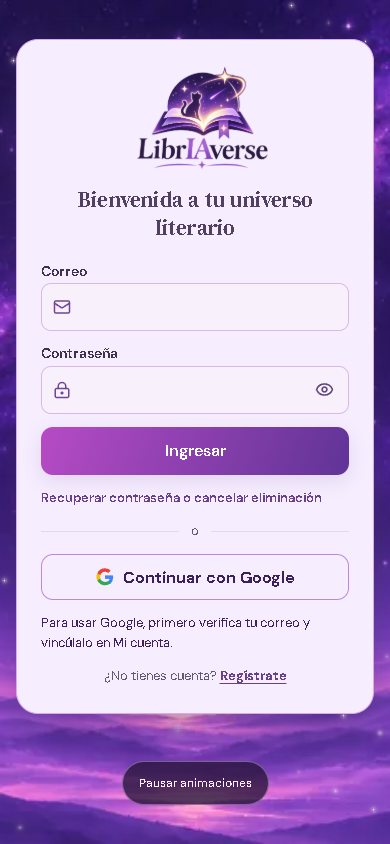 LibrIAverse
Bienvenida a tu universo
literario
Correo
Contraseña
Ingresar
Recuperar contraseña o cancelar eliminación
o
Continuar con Google
Para usar Google, primero verifica tu correo y
vincúlalo en Mi cuenta.
¿No tienes cuenta? Regístrate
Pausar animaciones